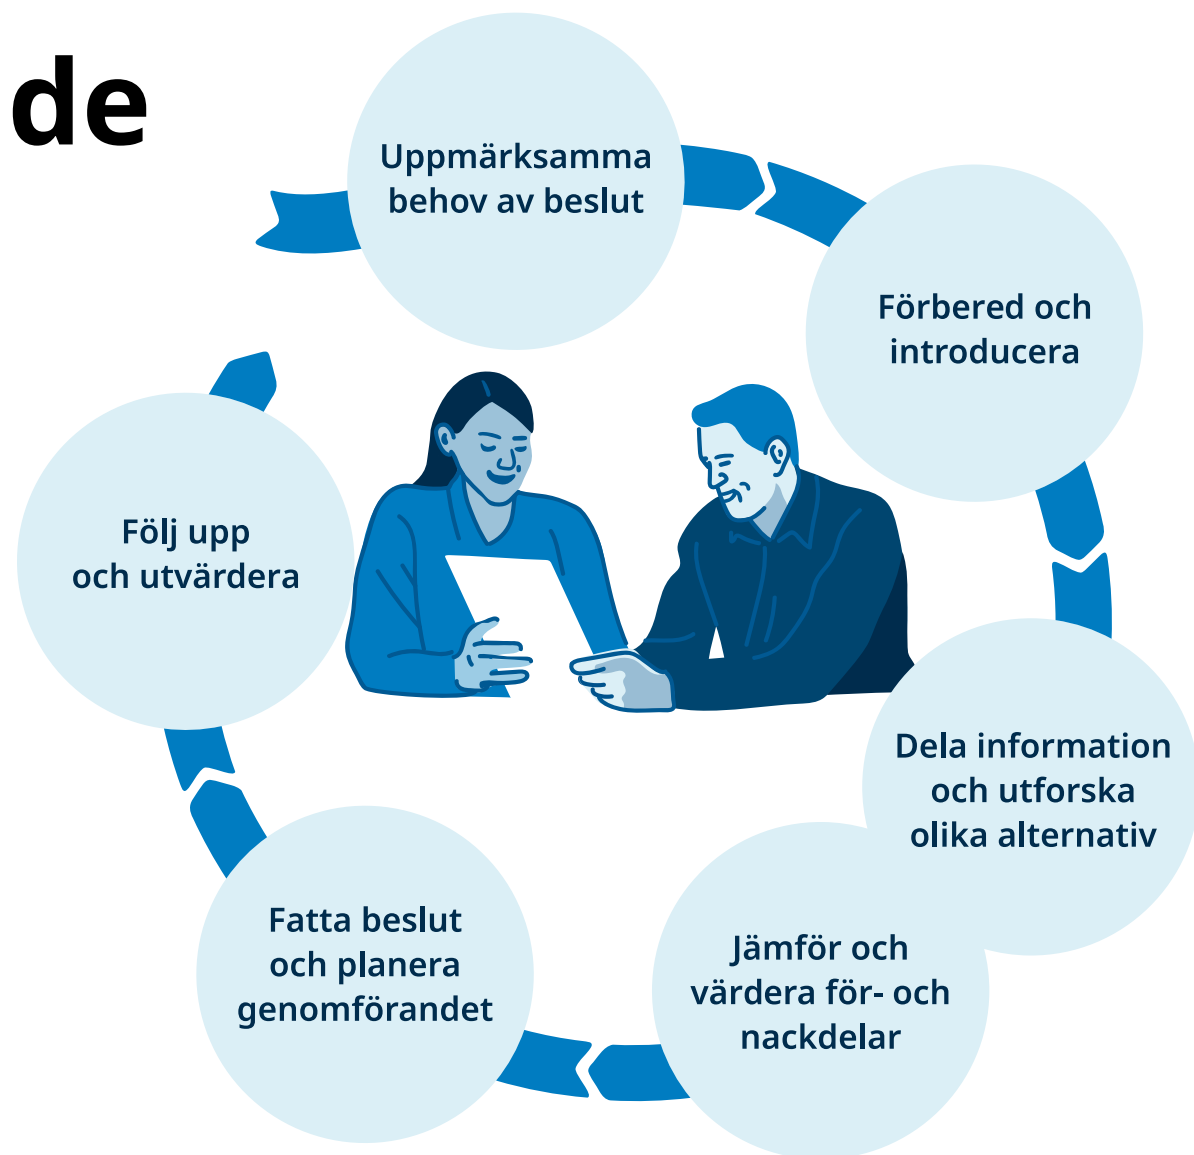 de
Uppmärksamma
behov av beslut
Förbered och
introducera
Dela information
och utforska
olika alternativ
Jämför och
värdera för- och
nackdelar
Fatta beslut
och planera
genomförandet
Följ upp
och utvärdera